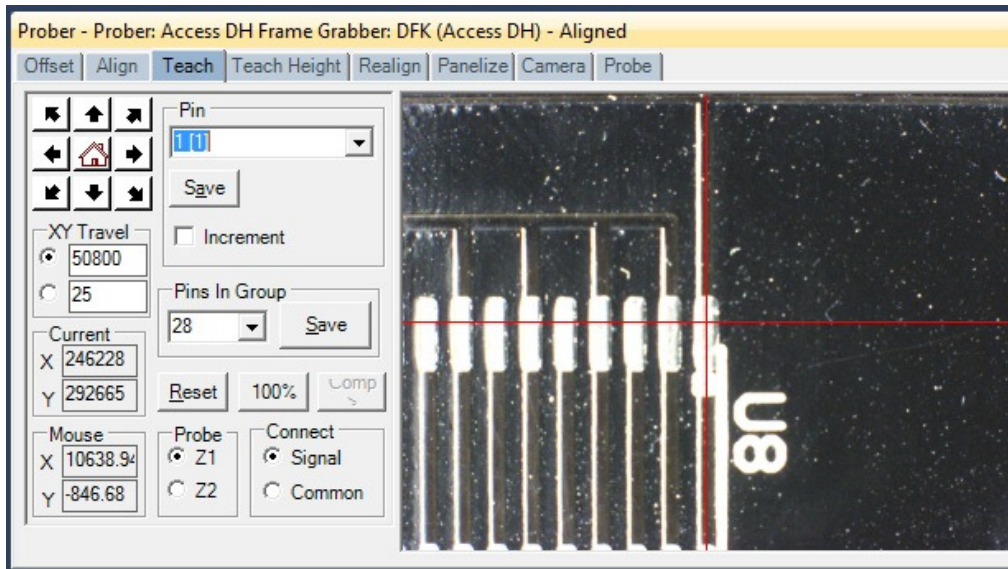 Prober - Prober: Access DH Frame Grabber: DFK (Access DH) - Aligned
Offset Align Teach Teach Height Realign Panelize Camera Probe
Pin
1 [1]
Save
Increment
XY Travel
50800
25
Pins In Group
28 Save
Current
X 246228
Y 292665
Reset 100% Comp
Mouse
X 10638.94
Y -846.68
Probe
Z1
Z2
Connect
Signal
Common
U8